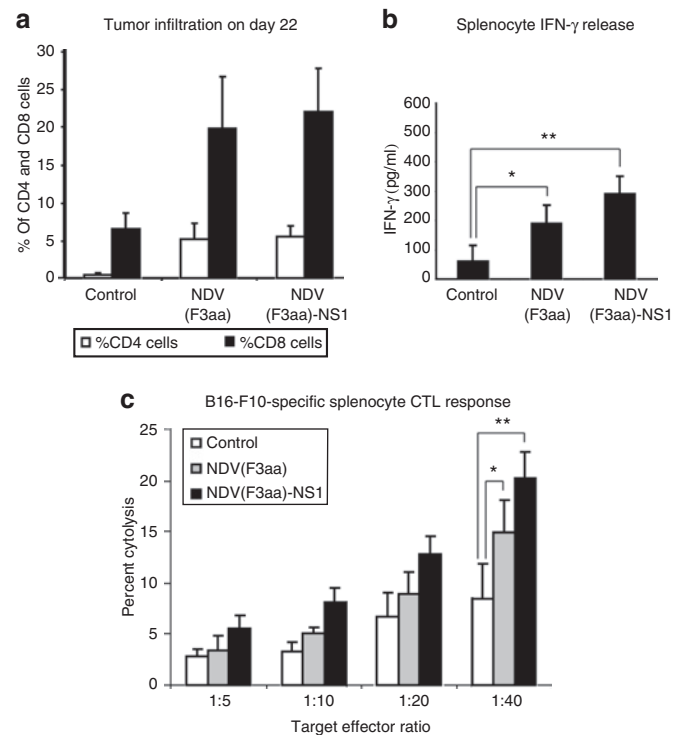 a
Tumor infiltration on day 22
% Of CD4 and CD8 cells
30
25
20
15
10
5
0
Control
NDV
(F3aa)
NDV
(F3aa)-NS1
%CD4 cells
%CD8 cells
b
Splenocyte IFN-γ release
IFN-γ (pg/ml)
600
500
400
300
200
100
0
**
*
Control
NDV
(F3aa)
NDV
(F3aa)-NS1
c
B16-F10-specific splenocyte CTL response
Percent cytolysis
25
20
15
10
5
0
Control
NDV(F3aa)
NDV(F3aa)-NS1
**
*
1:5
1:10
1:20
1:40
Target effector ratio